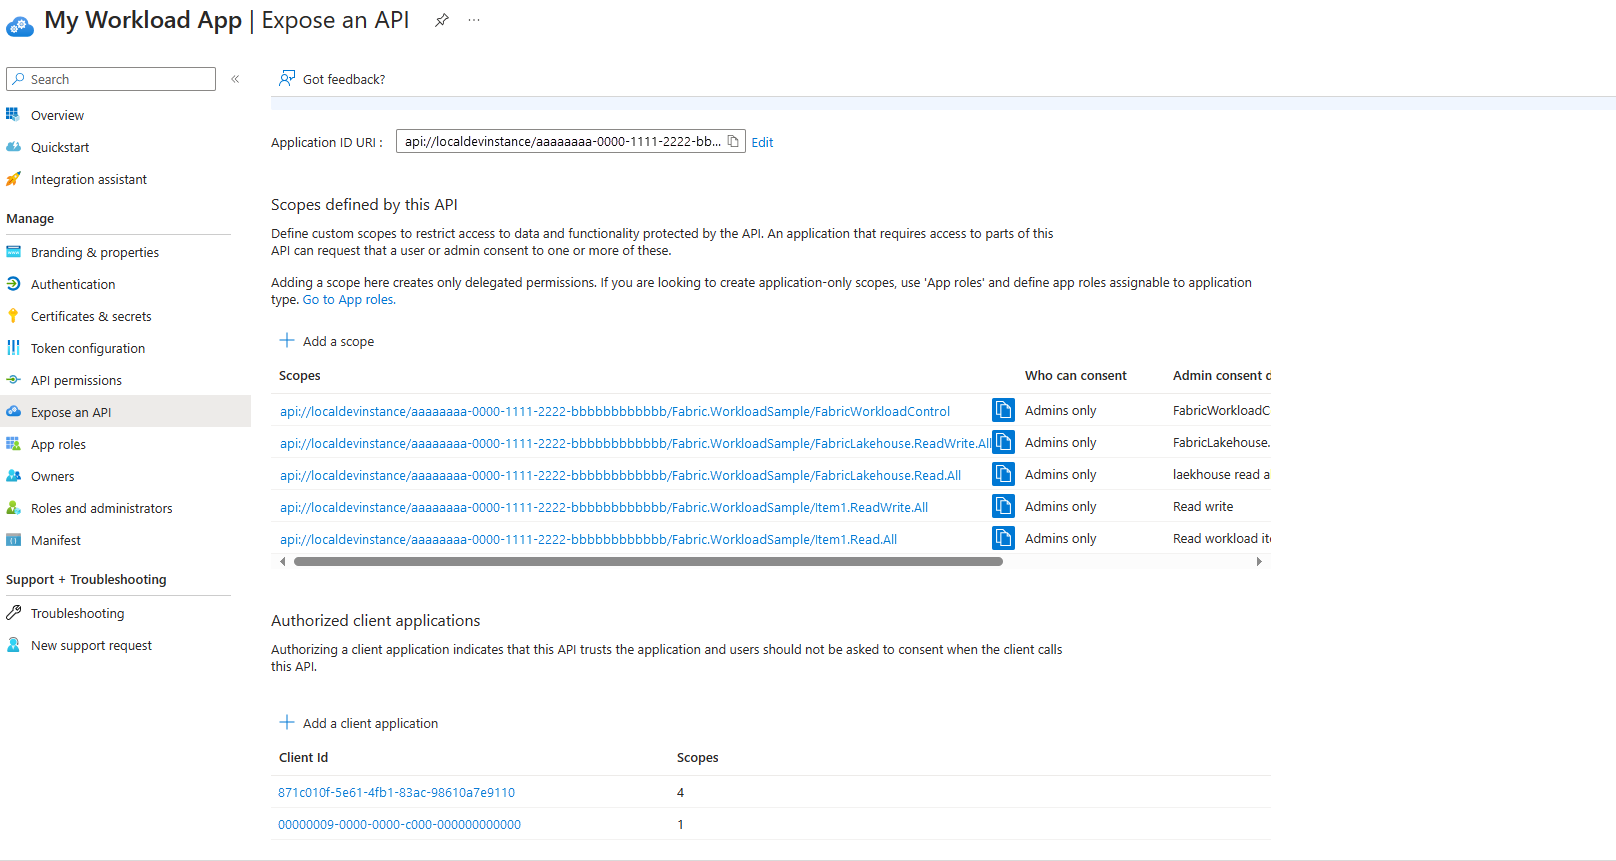 My Workload App | Expose an API
Search
Got feedback?
Overview
Quickstart
Integration assistant
Manage
Branding & properties
Authentication
Certificates & secrets
Token configuration
API permissions
Expose an API
App roles
Owners
Roles and administrators
Manifest
Support + Troubleshooting
Troubleshooting
New support request
Application ID URI : api://localdevinstance/aaaaaaaa-0000-1111-2222-bb... Edit
Scopes defined by this API
Define custom scopes to restrict access to data and functionality protected by the API. An application that requires access to parts of this
API can request that a user or admin consent to one or more of these.
Adding a scope here creates only delegated permissions. If you are looking to create application-only scopes, use 'App roles' and define app roles assignable to application
type. Go to App roles.
Add a scope
Scopes Who can consent Admin consent d
api://localdevinstance/aaaaaaaa-0000-1111-2222-bbbbbbbbbbbb/Fabric.WorkloadSample/FabricWorkloadControl Admins only FabricWorkloadC
api://localdevinstance/aaaaaaaa-0000-1111-2222-bbbbbbbbbbbb/Fabric.WorkloadSample/FabricLakehouse.ReadWrite.All Admins only FabricLakehouse.
api://localdevinstance/aaaaaaaa-0000-1111-2222-bbbbbbbbbbbb/Fabric.WorkloadSample/FabricLakehouse.Read.All Admins only laekhouse read a
api://localdevinstance/aaaaaaaa-0000-1111-2222-bbbbbbbbbbbb/Fabric.WorkloadSample/Item1.ReadWrite.All Admins only Read write
api://localdevinstance/aaaaaaaa-0000-1111-2222-bbbbbbbbbbbb/Fabric.WorkloadSample/Item1.Read.All Admins only Read workload ite
Authorized client applications
Authorizing a client application indicates that this API trusts the application and users should not be asked to consent when the client calls
this API.
Add a client application
Client Id Scopes
871c010f-5e61-4fb1-83ac-98610a7e9110 4
00000009-0000-0000-c000-000000000000 1